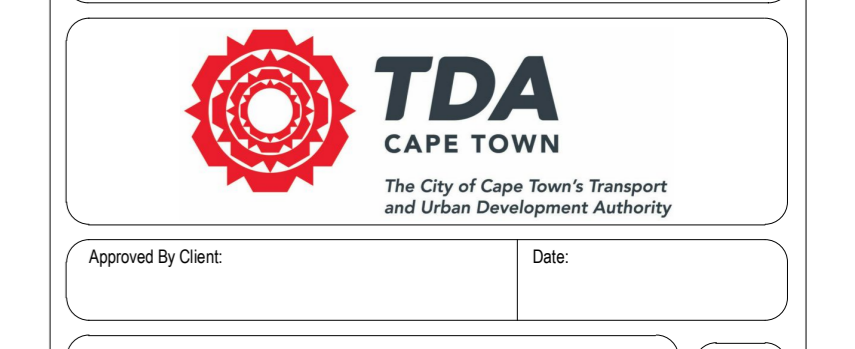 TDA
CAPE TOWN
The City of Cape Town's Transport
and Urban Development Authority
Approved By Client:
Date: